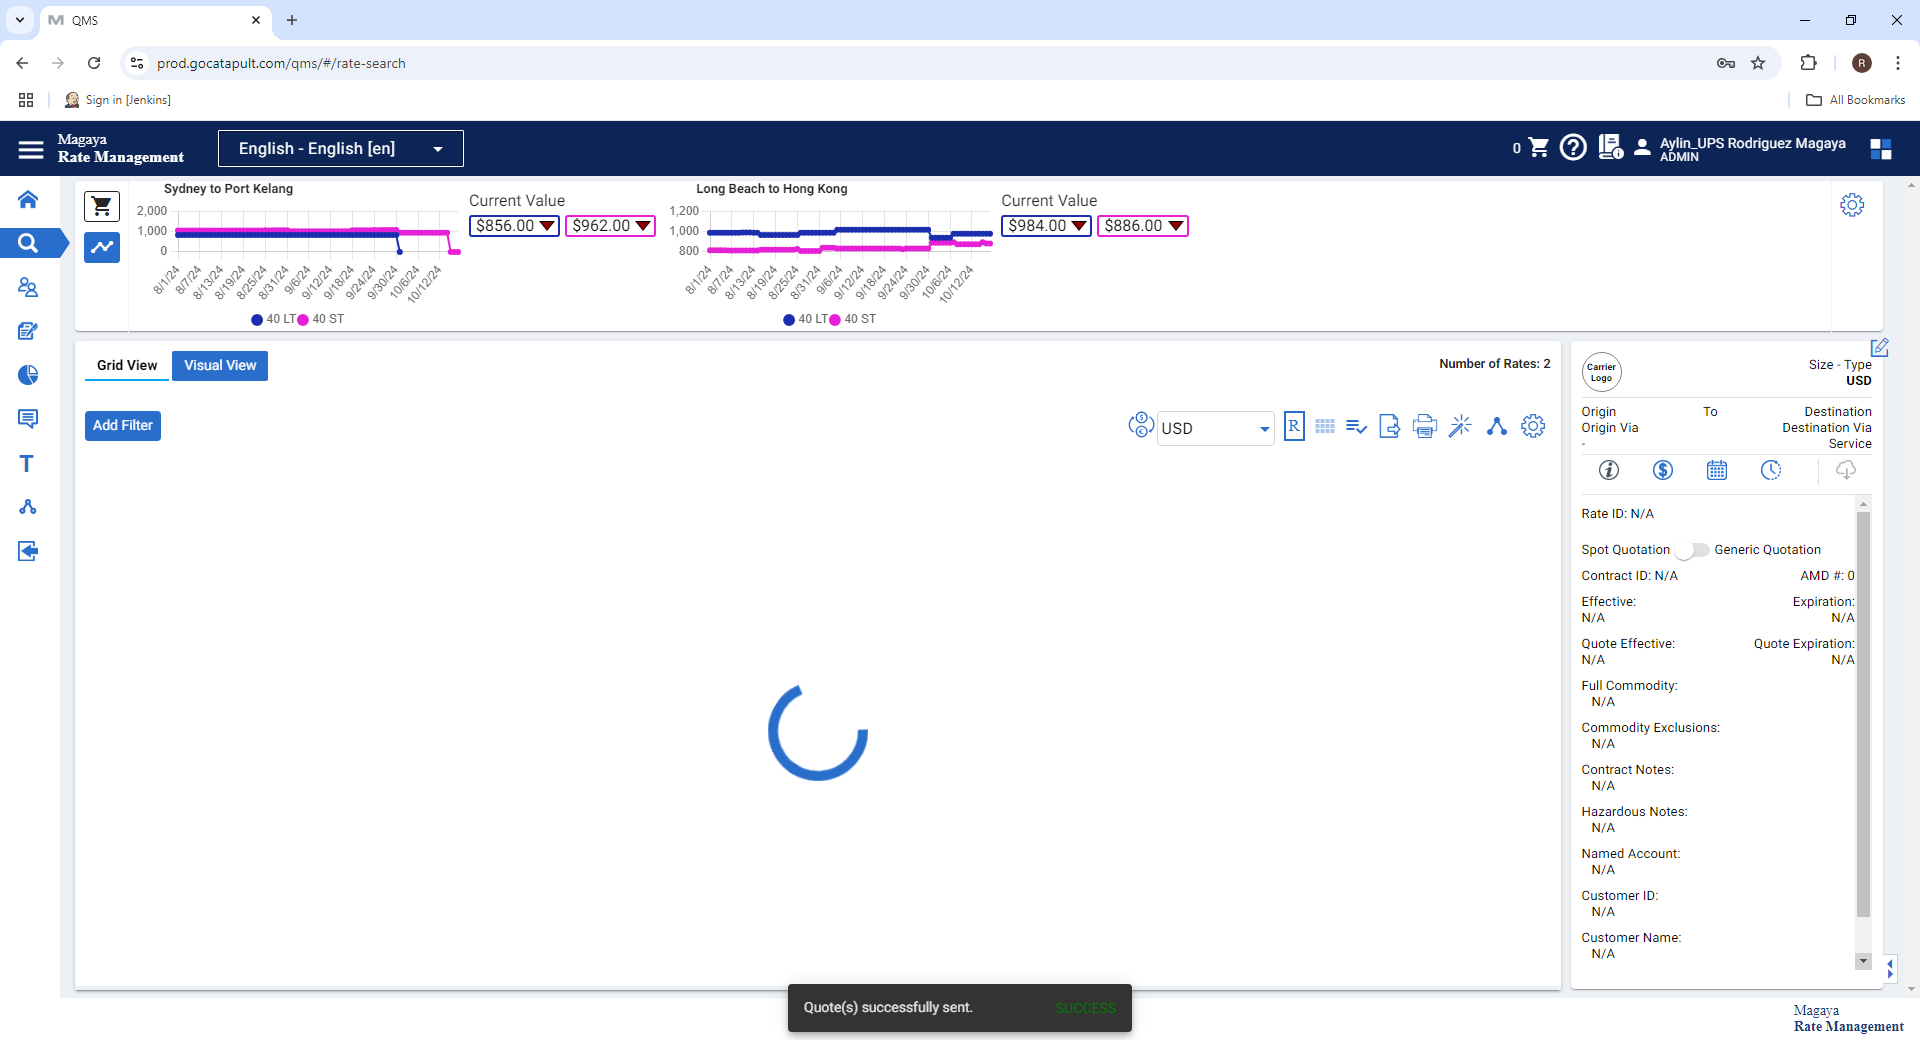 QMS
prod.gocatapult.com/qms/#/rate-search
R
Sign in [Jenkins]
All Bookmarks
Magaya
Rate Management
English - English [en]
0
Aylin_UPS Rodriguez Magaya
ADMIN
Sydney to Port Kelang
2,000
1,000
0
8/1/24
8/7/24
8/13/24
8/19/24
8/25/24
8/31/24
9/6/24
9/12/24
9/18/24
9/24/24
9/30/24
10/6/24
10/12/24
40 LT
40 ST
Current Value
$856.00
$962.00
Long Beach to Hong Kong
1,200
1,000
800
8/1/24
8/7/24
8/13/24
8/19/24
8/25/24
8/31/24
9/6/24
9/12/24
9/18/24
9/24/24
9/30/24
10/6/24
10/12/24
40 LT
40 ST
Current Value
$984.00
$886.00
Grid View
Visual View
Number of Rates: 2
Add Filter
USD
R
T
Carrier
Logo
Size - Type
USD
Origin To Destination
Origin Via Destination Via
- Service
Rate ID: N/A
Spot Quotation Generic Quotation
Contract ID: N/A AMD #: 0
Effective: Expiration:
N/A N/A
Quote Effective: Quote Expiration:
N/A N/A
Full Commodity:
N/A
Commodity Exclusions:
N/A
Contract Notes:
N/A
Hazardous Notes:
N/A
Named Account:
N/A
Customer ID:
N/A
Customer Name:
N/A
Quote(s) successfully sent. SUCCESS
Magaya
Rate Management